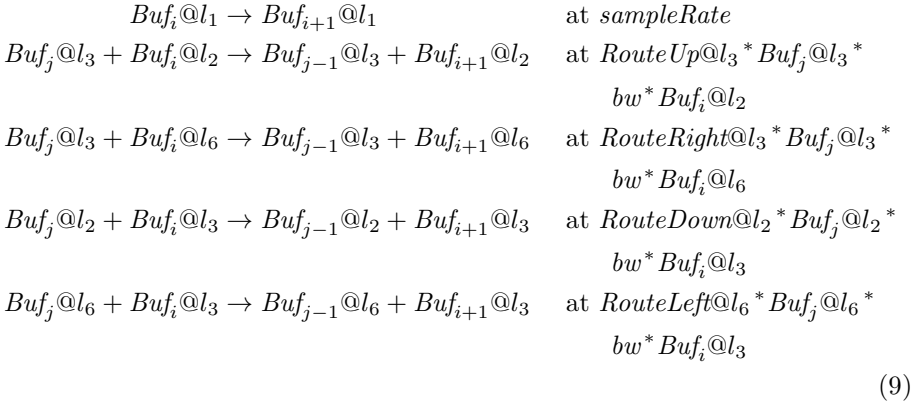 Buf_i@l_1 → Buf_{i+1}@l_1 at sampleRate
Buf_j@l_3 + Buf_i@l_2 → Buf_{j−1}@l_3 + Buf_{i+1}@l_2 at RouteUp@l_3 * Buf_j@l_3 *
bw * Buf_i@l_2
Buf_j@l_3 + Buf_i@l_6 → Buf_{j−1}@l_3 + Buf_{i+1}@l_6 at RouteRight@l_3 * Buf_j@l_3 *
bw * Buf_i@l_6
Buf_j@l_2 + Buf_i@l_3 → Buf_{j−1}@l_2 + Buf_{i+1}@l_3 at RouteDown@l_2 * Buf_j@l_2 *
bw * Buf_i@l_3
Buf_j@l_6 + Buf_i@l_3 → Buf_{j−1}@l_6 + Buf_{i+1}@l_3 at RouteLeft@l_6 * Buf_j@l_6 *
bw * Buf_i@l_3
(9)